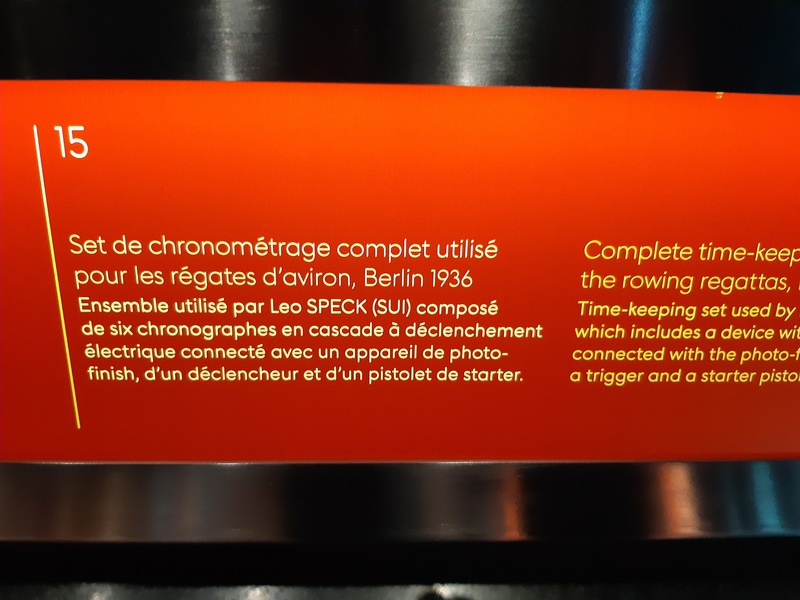 15
Set de chronométrage complet utilisé
pour les régates d'aviron, Berlin 1936
Ensemble utilisé par Leo SPECK (SUI) composé
de six chronographes en cascade à déclenchement
électrique connecté avec un appareil de photo-
finish, d'un déclencheur et d'un pistolet de starter.
Complete time-keep
the rowing regattas,
Time-keeping set used by
which includes a device wit
connected with the photo-f
a trigger and a starter pistol